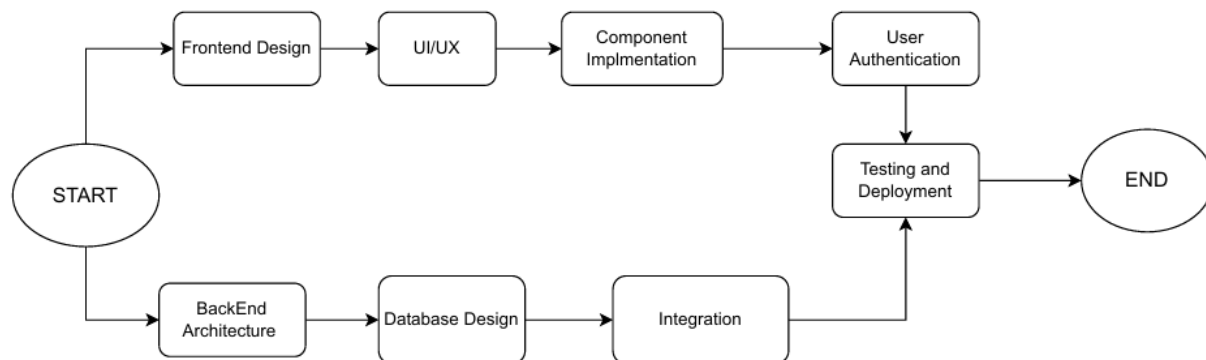 Frontend Design
UI/UX
Component
Implmentation
User
Authentication
START
Testing and
Deployment
END
BackEnd
Architecture
Database Design
Integration